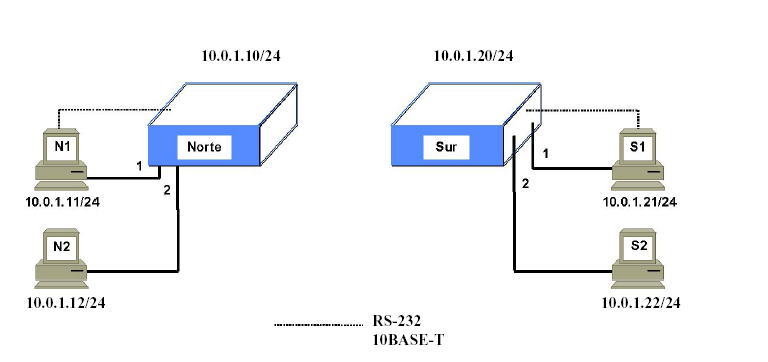 10.0.1.10/24
10.0.1.20/24
N1
Norte
Sur
S1
1
2
1
2
10.0.1.11/24
10.0.1.21/24
N2
S2
10.0.1.12/24
10.0.1.22/24
RS-232
10BASE-T